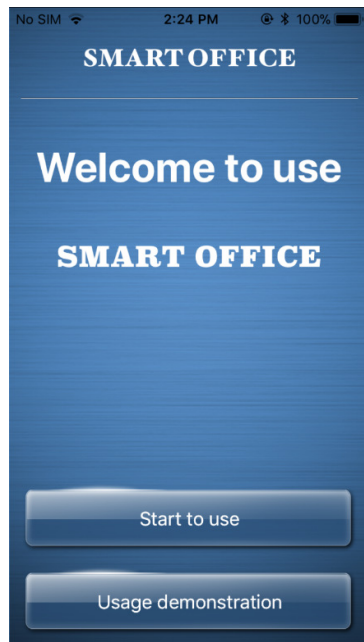 No SIM 2:24 PM 100%
SMART OFFICE
Welcome to use
SMART OFFICE
Start to use
Usage demonstration